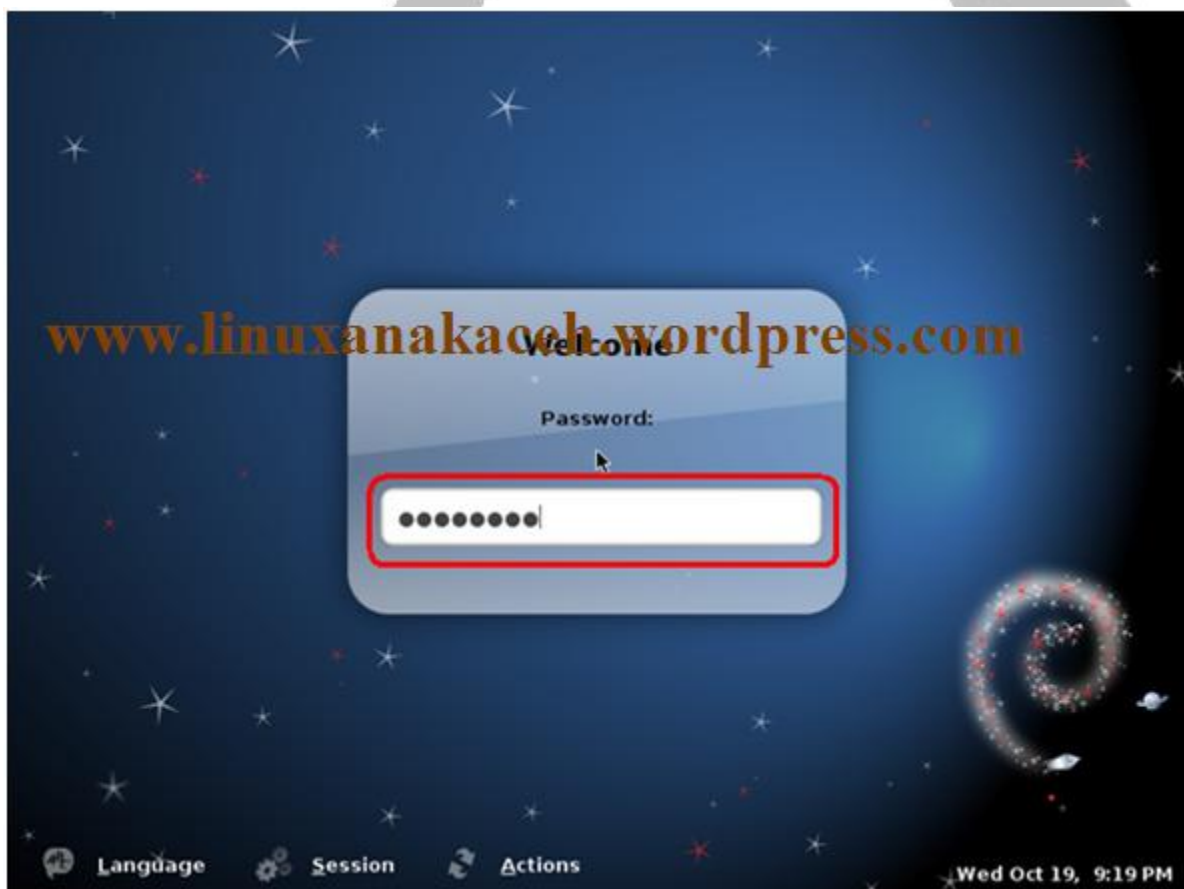 www.linuxanakaceh.wordpress.com
Welcome
Password:
Language Session Actions
Wed Oct 19, 9:19 PM